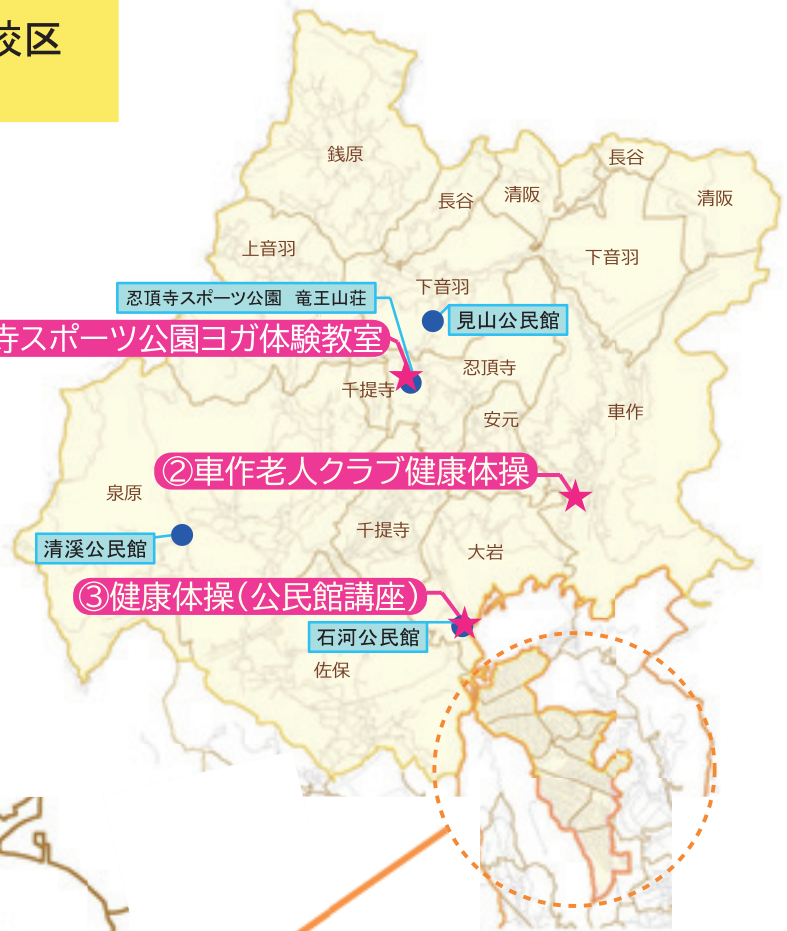 校区
銭原
長谷
長谷
清阪
清阪
上音羽
下音羽
下音羽
忍頂寺スポーツ公園 竜王山荘
見山公民館
寺スポーツ公園ヨガ体験教室
忍頂寺
千提寺
安元
車作
②車作老人クラブ健康体操
泉原
千提寺
大岩
清溪公民館
③健康体操(公民館講座)
石河公民館
佐保